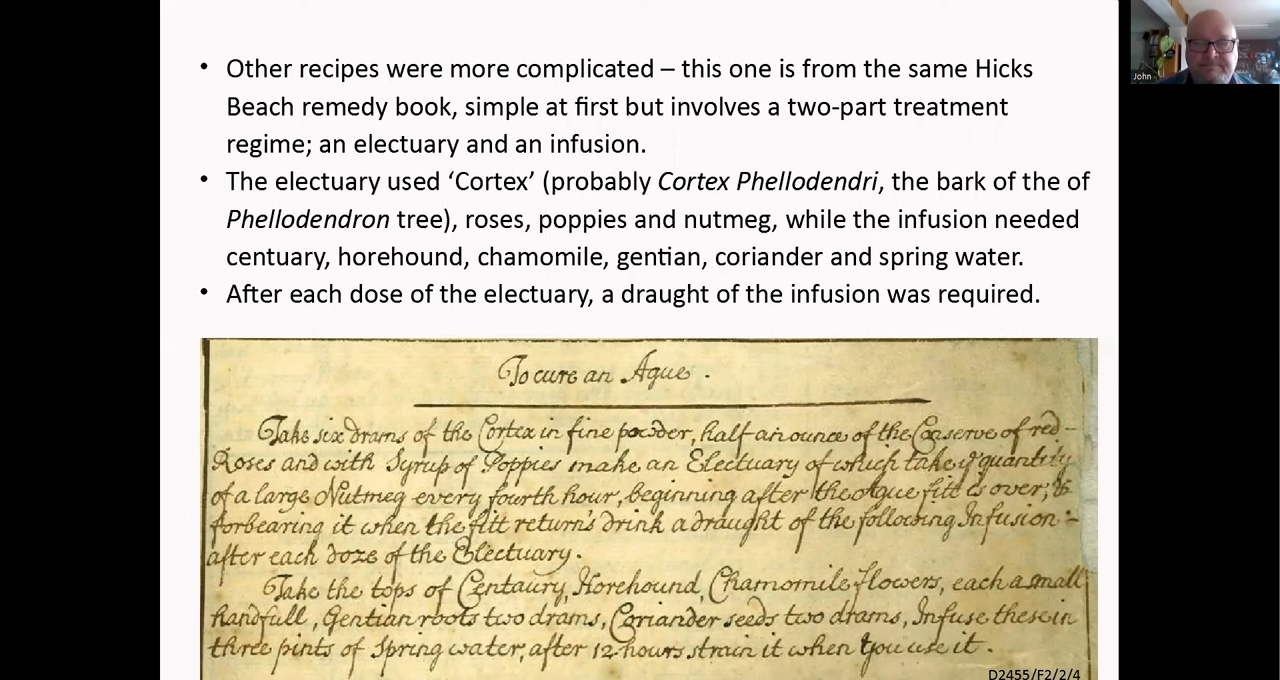 • Other recipes were more complicated – this one is from the same Hicks
Beach remedy book, simple at first but involves a two-part treatment
regime; an electuary and an infusion.
• The electuary used ‘Cortex’ (probably Cortex Phellodendri, the bark of the of
Phellodendron tree), roses, poppies and nutmeg, while the infusion needed
centuary, horehound, chamomile, gentian, coriander and spring water.
• After each dose of the electuary, a draught of the infusion was required.
To cure an Ague.
Take six drams of the Cortex in fine powder, half an ounce of the Conserve of red-
Roses and with Syrup of Poppies make an Electuary of which take yͤ quantity
of a large Nutmeg every fourth hour, beginning after the Ague fitt is over; &
forbearing it when the fitt return's drink a draught of the following Infusion:-
after each doze of the Electuary.
Take the tops of Centaury, Horehound, Chamomile flowers, each a small
handfull, Gentian roots two drams, Coriander seeds two drams, Infuse these in
three pints of Spring water, after 12 hours strain it when you use it.
D2455/F2/2/4
John